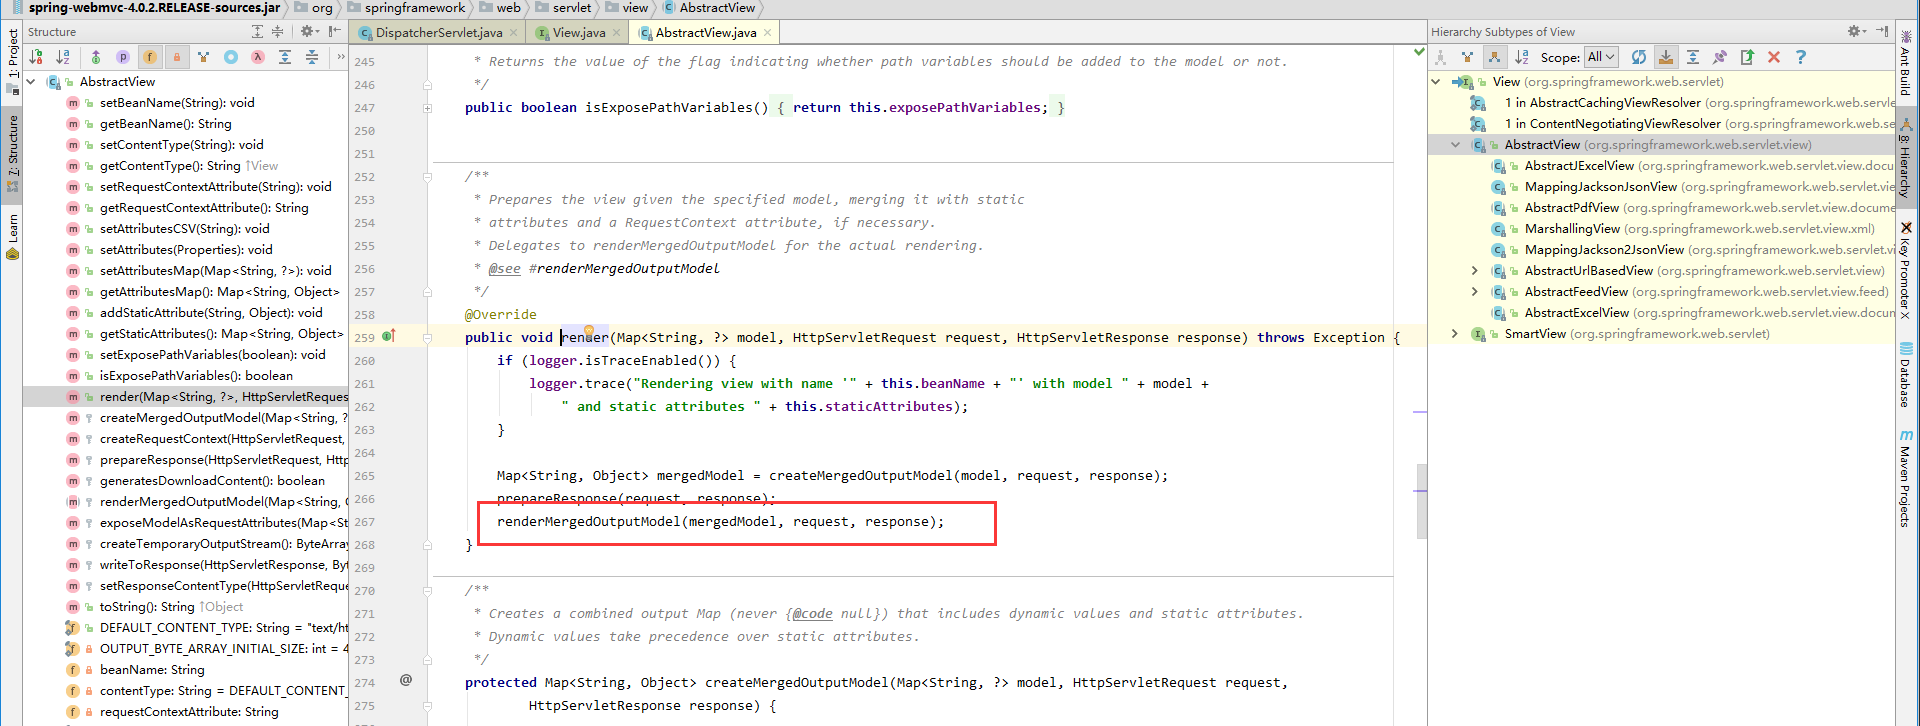 spring-webmvc-4.0.2.RELEASE-sources.jar org springframework web servlet view AbstractView
1: Project
7: Structure
Learn
Structure
AbstractView
setBeanName(String): void
getBeanName(): String
setContentType(String): void
getContentType(): String ↑View
setRequestContextAttribute(String): void
getRequestContextAttribute(): String
setAttributesCSV(String): void
setAttributes(Properties): void
setAttributesMap(Map<String, ?>): void
getAttributesMap(): Map<String, Object>
addStaticAttribute(String, Object): void
getStaticAttributes(): Map<String, Object>
setExposePathVariables(boolean): void
isExposePathVariables(): boolean
render(Map<String, ?>, HttpServletReques
createMergedOutputModel(Map<String, ?
createRequestContext(HttpServletRequest,
prepareResponse(HttpServletRequest, Http
generatesDownloadContent(): boolean
renderMergedOutputModel(Map<String, O
exposeModelAsRequestAttributes(Map<St
createTemporaryOutputStream(): ByteArray
writeToResponse(HttpServletResponse, Byt
setResponseContentType(HttpServletReque
toString(): String ↑Object
DEFAULT_CONTENT_TYPE: String = "text/ht
OUTPUT_BYTE_ARRAY_INITIAL_SIZE: int = 4
beanName: String
contentType: String = DEFAULT_CONTENT_
requestContextAttribute: String
DispatcherServlet.java × View.java × AbstractView.java ×
245 * Returns the value of the flag indicating whether path variables should be added to the model or not.
246 */
247 public boolean isExposePathVariables() { return this.exposePathVariables; }
250
251
252 /**
253 * Prepares the view given the specified model, merging it with static
254 * attributes and a RequestContext attribute, if necessary.
255 * Delegates to renderMergedOutputModel for the actual rendering.
256 * @see #renderMergedOutputModel
257 */
258 @Override
259 public void render(Map<String, ?> model, HttpServletRequest request, HttpServletResponse response) throws Exception {
260 if (logger.isTraceEnabled()) {
261 logger.trace("Rendering view with name '" + this.beanName + "' with model " + model +
262 " and static attributes " + this.staticAttributes);
263 }
264
265 Map<String, Object> mergedModel = createMergedOutputModel(model, request, response);
266 prepareResponse(request, response);
267 renderMergedOutputModel(mergedModel, request, response);
268 }
269
270 /**
271 * Creates a combined output Map (never {@code null}) that includes dynamic values and static attributes.
272 * Dynamic values take precedence over static attributes.
273 */
274 @ protected Map<String, Object> createMergedOutputModel(Map<String, ?> model, HttpServletRequest request,
275 HttpServletResponse response) {
Hierarchy Subtypes of View
Scope: All
View (org.springframework.web.servlet)
1 in AbstractCachingViewResolver (org.springframework.web.servle
1 in ContentNegotiatingViewResolver (org.springframework.web.se
AbstractView (org.springframework.web.servlet.view)
AbstractJExcelView (org.springframework.web.servlet.view.docu
MappingJacksonJsonView (org.springframework.web.servlet.vie
AbstractPdfView (org.springframework.web.servlet.view.docume
MarshallingView (org.springframework.web.servlet.view.xml)
MappingJackson2JsonView (org.springframework.web.servlet.vi
AbstractUrlBasedView (org.springframework.web.servlet.view)
AbstractFeedView (org.springframework.web.servlet.view.feed)
AbstractExcelView (org.springframework.web.servlet.view.docum
SmartView (org.springframework.web.servlet)
Ant Build
8: Hierarchy
Key Promoter X
Database
Maven Projects